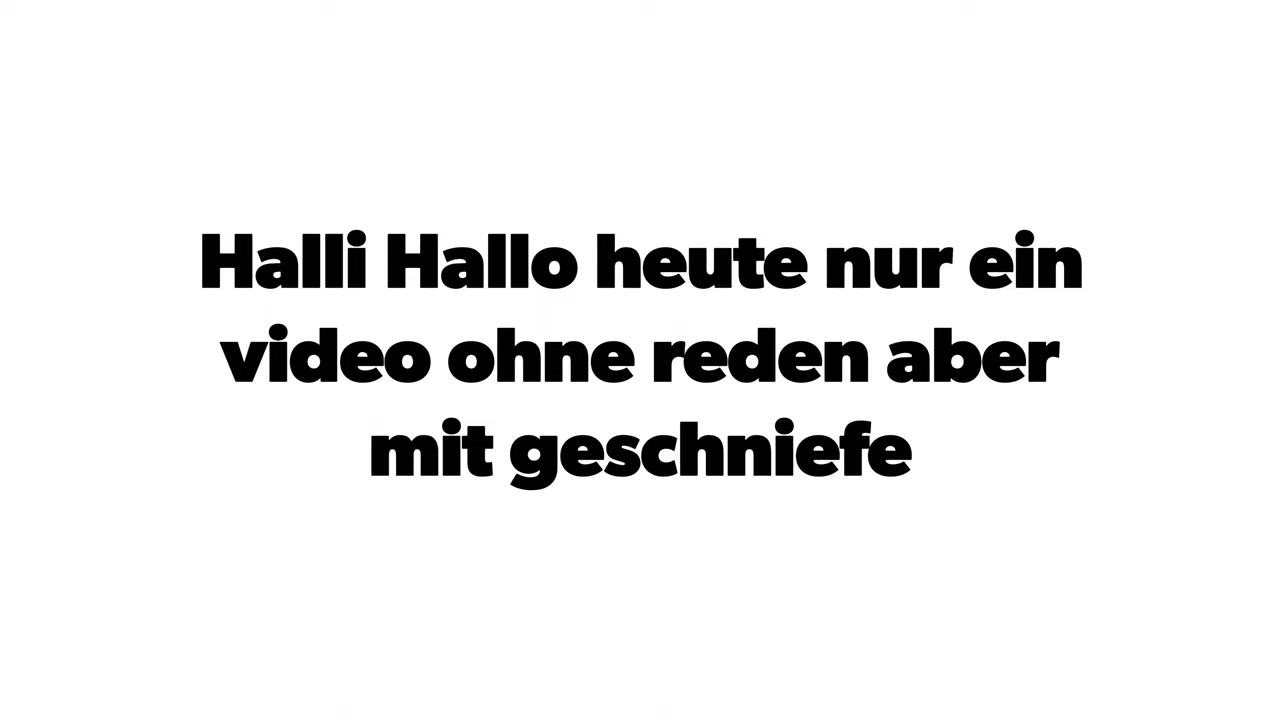 Halli Hallo heute nur ein
video ohne reden aber
mit geschniefe